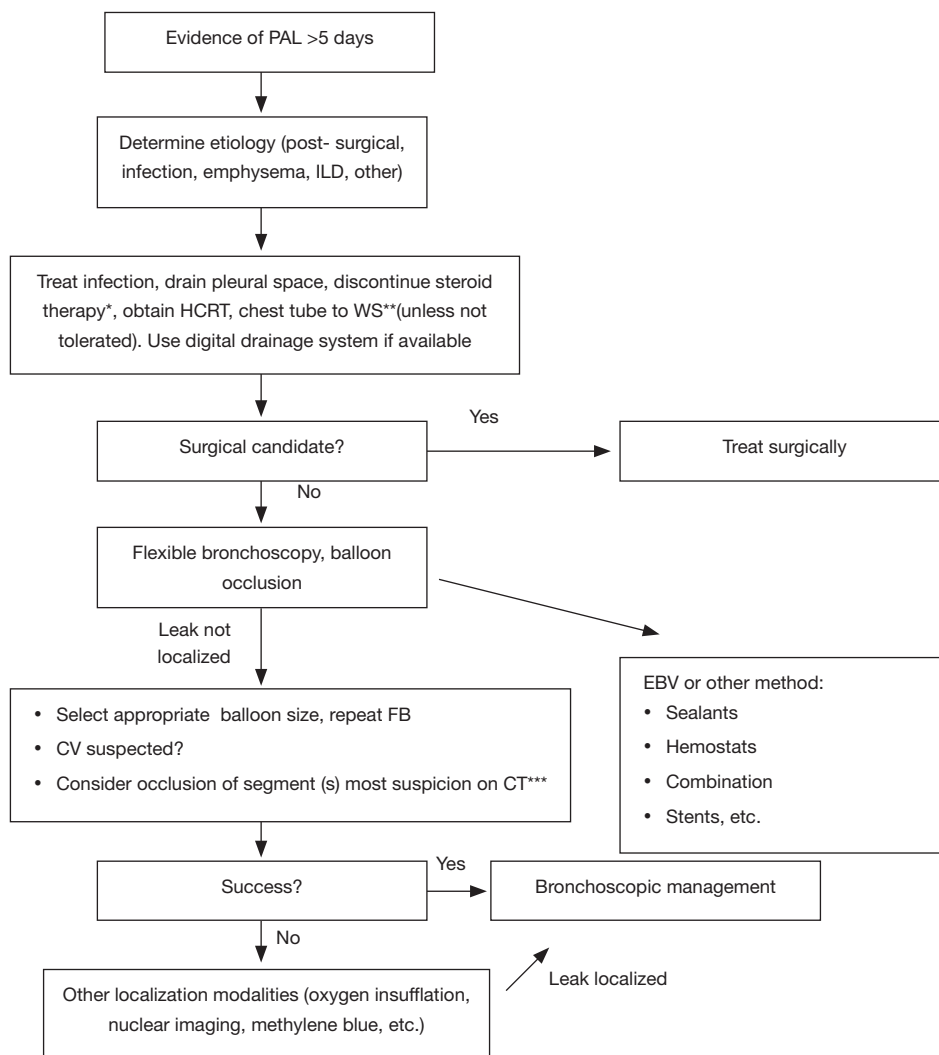 Evidence of PAL >5 days
Determine etiology (post- surgical,
infection, emphysema, ILD, other)
Treat infection, drain pleural space, discontinue steroid
therapy*, obtain HCRT, chest tube to WS**(unless not
tolerated). Use digital drainage system if available
Surgical candidate?
Yes
Treat surgically
No
Flexible bronchoscopy, balloon
occlusion
Leak not
localized
EBV or other method:
• Sealants
• Hemostats
• Combination
• Stents, etc.
• Select appropriate balloon size, repeat FB
• CV suspected?
• Consider occlusion of segment (s) most suspicion on CT***
Success?
Yes
Bronchoscopic management
No
Leak localized
Other localization modalities (oxygen insufflation,
nuclear imaging, methylene blue, etc.)